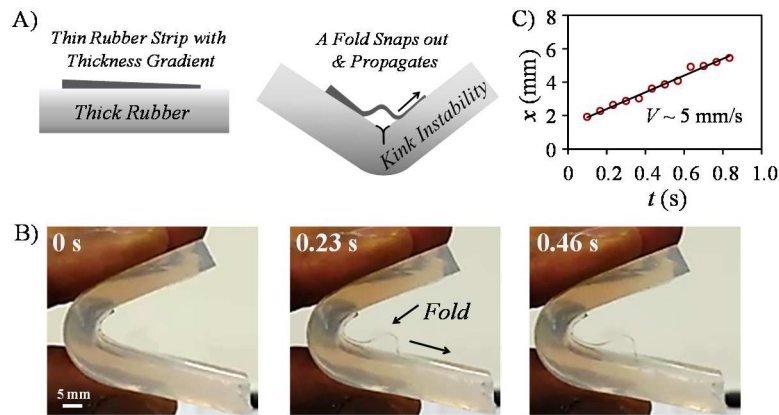 A)
Thin Rubber Strip with
Thickness Gradient
Thick Rubber
A Fold Snaps out
& Propagates
Kink Instability
C)
x (mm)
8
6
4
2
0
V ~ 5 mm/s
0 0.2 0.4 0.6 0.8 1.0
t (s)
B)
0 s
5 mm
0.23 s
Fold
0.46 s